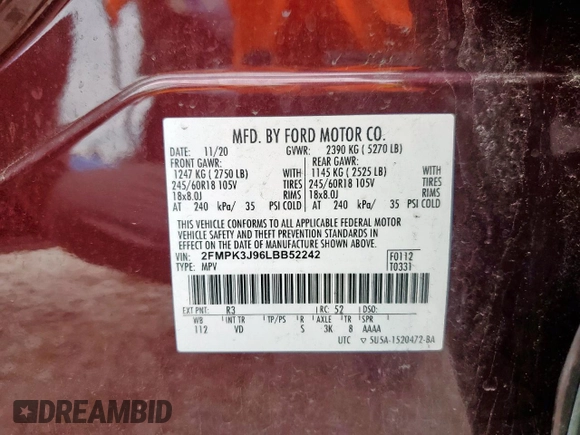 MFD. BY FORD MOTOR CO.
DATE: 11/20 GVWR: 2390 KG ( 5270 LB)
FRONT GAWR: REAR GAWR:
1247 KG ( 2750 LB) 1145 KG ( 2525 LB)
245/60R18 105V TIRES 245/60R18 105V TIRES
18x8.0J RIMS 18x8.0J RIMS
AT 240 kPa/ 35 PSI COLD AT 240 kPa/ 35 PSI COLD
THIS VEHICLE CONFORMS TO ALL APPLICABLE FEDERAL MOTOR
VEHICLE SAFETY AND THEFT PREVENTION STANDARDS IN
EFFECT ON THE DATE OF MANUFACTURE SHOWN ABOVE.
VIN: 2FMPK3J96LBB52242 F0112
TYPE: MPV T0331
EXT PNT: R3 RC: 52 DSO:
WB INT TR TP/PS R AXLE TR SPR
112 VD S 3K 8 AAAA
UTC 5U5A-1520472-BA
DREAMBID